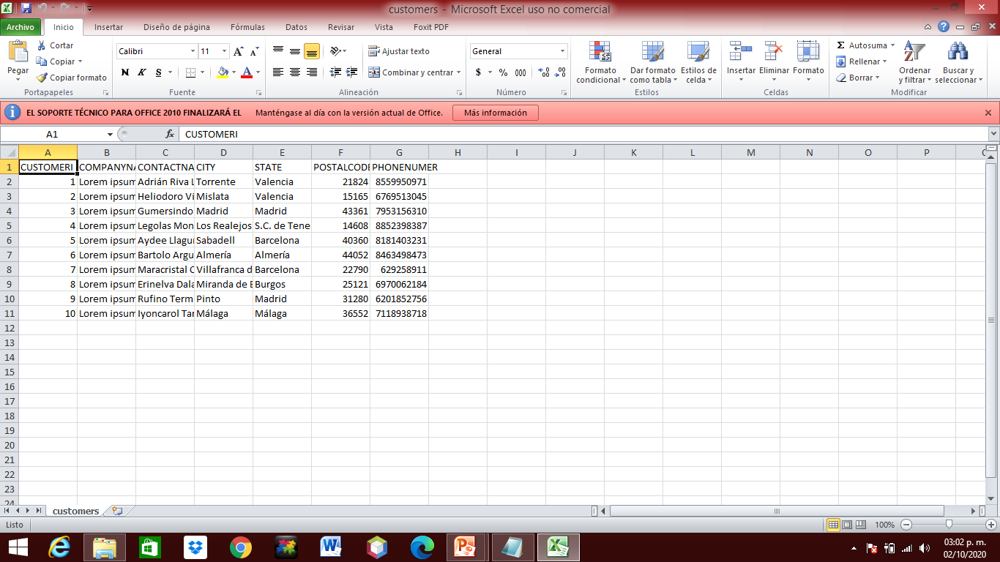 customers - Microsoft Excel uso no comercial
Archivo Inicio Insertar Diseño de página Fórmulas Datos Revisar Vista Foxit PDF
Pegar
Cortar
Copiar
Copiar formato
Portapapeles
Calibri 11
N K S A A A
Fuente
Ajustar texto
Combinar y centrar
Alineación
General
$ % 000
Número
Formato condicional
Dar formato como tabla
Estilos de celda
Estilos
Insertar Eliminar Formato
Celdas
Autosuma
Rellenar
Borrar
Ordenar y filtrar
Buscar y seleccionar
Modificar
EL SOPORTE TÉCNICO PARA OFFICE 2010 FINALIZARÁ EL Manténgase al día con la versión actual de Office. Más información
A1 fx CUSTOMERI
A B C D E F G H I J K L M N O P
1 CUSTOMERI COMPANYNA CONTACTNA CITY STATE POSTALCODE PHONENUMER
2 1 Lorem ipsum Adrián Riva L Torrente Valencia 21824 8559950971
3 2 Lorem ipsum Heliodoro Vi Mislata Valencia 15165 6769513045
4 3 Lorem ipsum Gumersindo Madrid Madrid 43361 7953156310
5 4 Lorem ipsum Legolas Mon Los Realejos S.C. de Tene 14608 8852398387
6 5 Lorem ipsum Aydee Llagu Sabadell Barcelona 40360 8181403231
7 6 Lorem ipsum Bartolo Argu Almería Almería 44052 8463498473
8 7 Lorem ipsum Maracristal C Villafranca d Barcelona 22790 629258911
9 8 Lorem ipsum Erinelva Dala Miranda de E Burgos 25121 6970062184
10 9 Lorem ipsum Rufino Term Pinto Madrid 31280 6201852756
11 10 Lorem ipsum Iyoncarol Tar Málaga Málaga 36552 7118938718
12
13
14
15
16
17
18
19
20
21
22
23
24
customers
Listo 100%
03:02 p. m.
02/10/2020